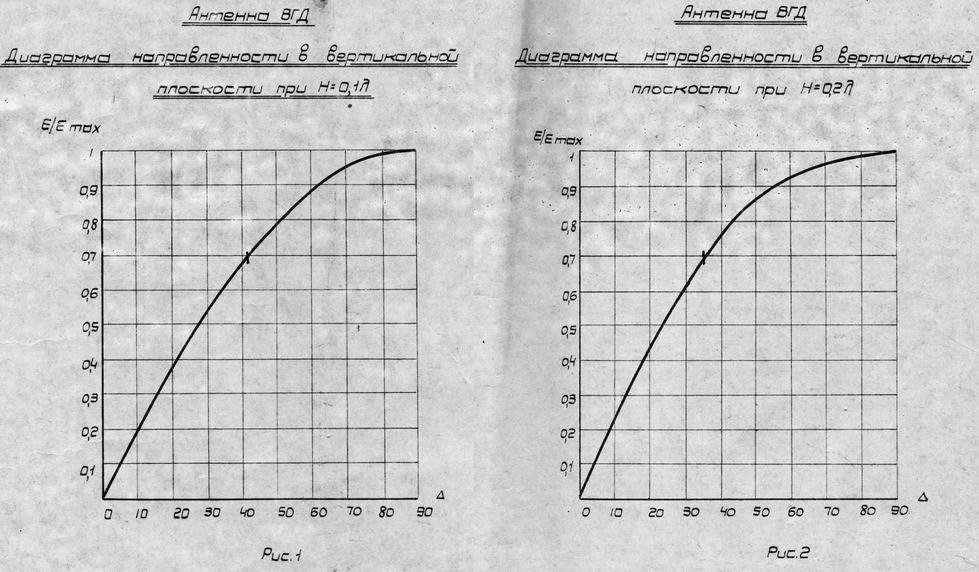 Антенна ВГД
Диаграмма направленности в вертикальной
плоскости при H=0,1λ
E/E max
1
0,9
0,8
0,7
0,6
0,5
0,4
0,3
0,2
0,1
0 10 20 30 40 50 60 70 80 90
Δ
Рис.1
Антенна ВГД
Диаграмма направленности в вертикальной
плоскости при H=0,2λ
E/E max
1
0,9
0,8
0,7
0,6
0,5
0,4
0,3
0,2
0,1
0 10 20 30 40 50 60 70 80 90
Δ
Рис.2